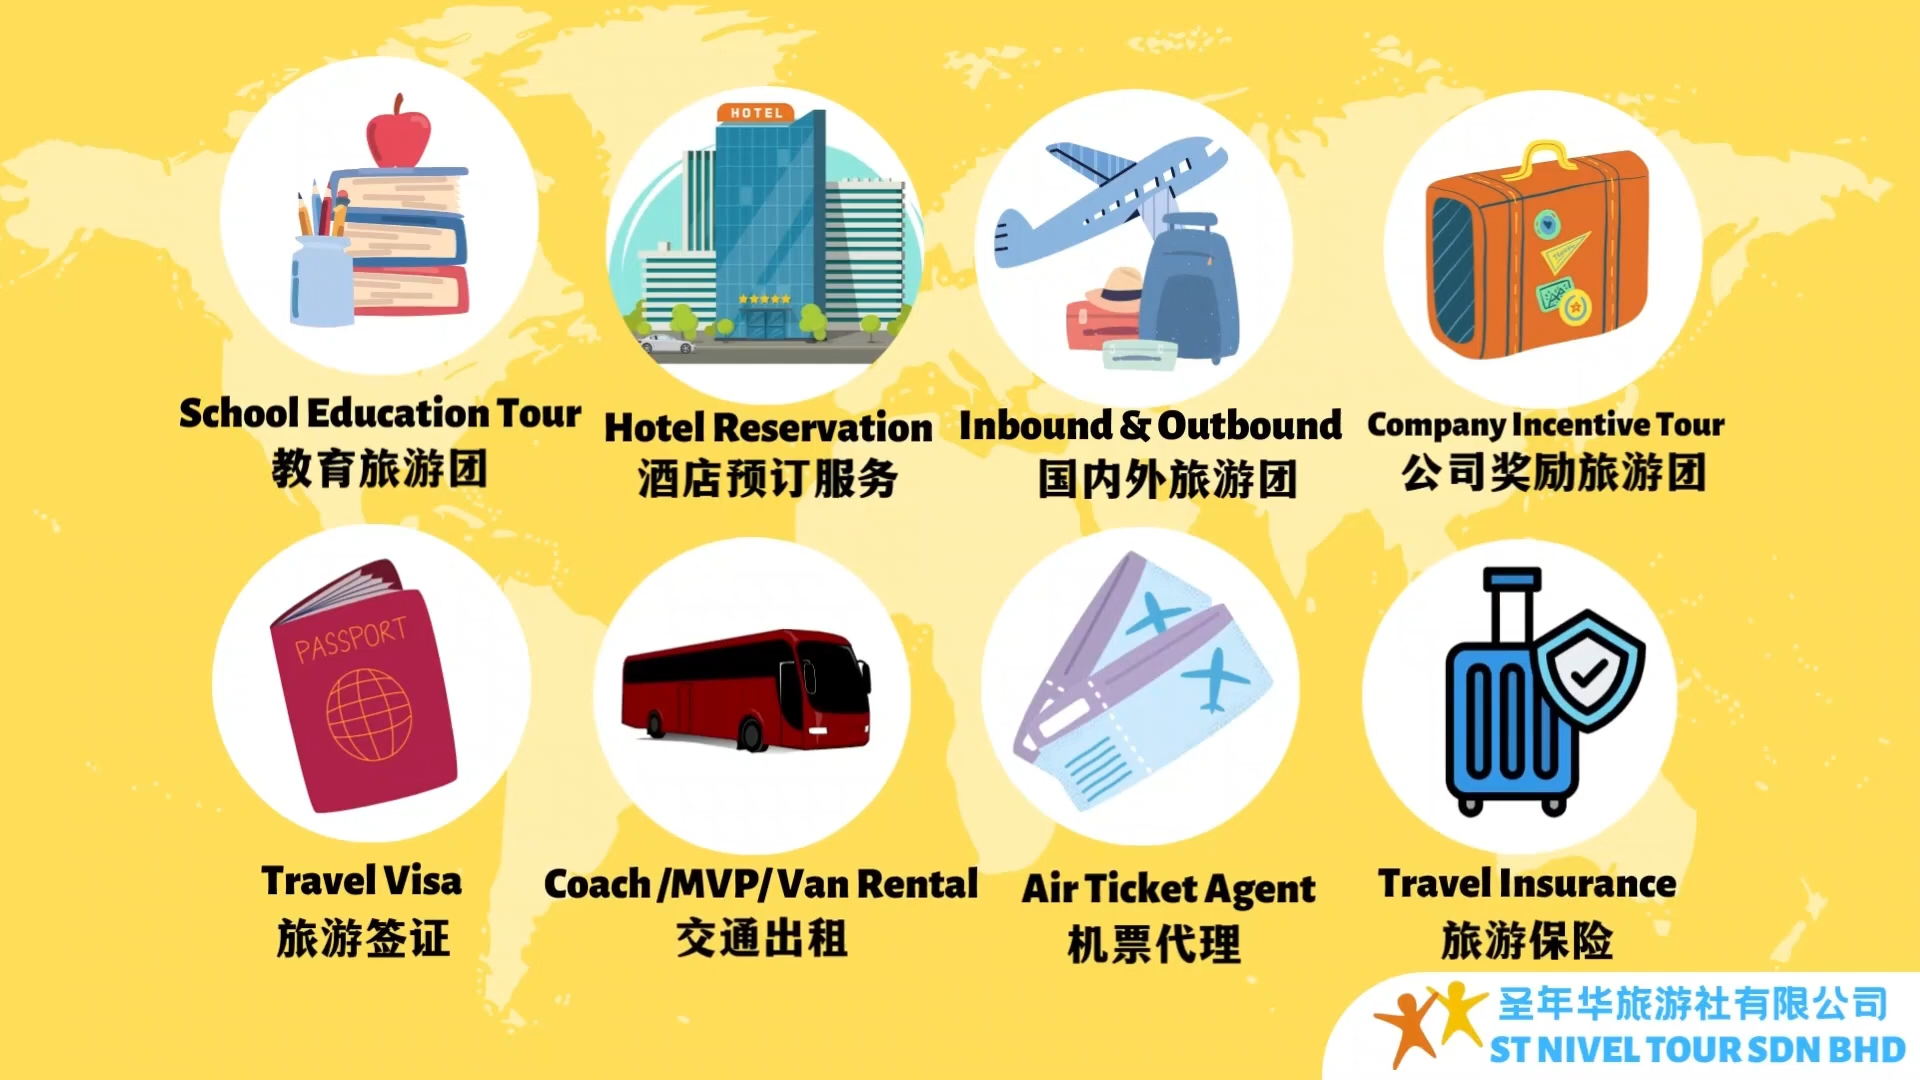 HOTEL
School Education Tour
教育旅游团
Hotel Reservation
酒店预订服务
Inbound & Outbound
国内外旅游团
Company Incentive Tour
公司奖励旅游团
PASSPORT
Travel Visa
旅游签证
Coach /MVP/ Van Rental
交通出租
Air Ticket Agent
机票代理
Travel Insurance
旅游保险
圣年华旅游社有限公司
ST NIVEL TOUR SDN BHD